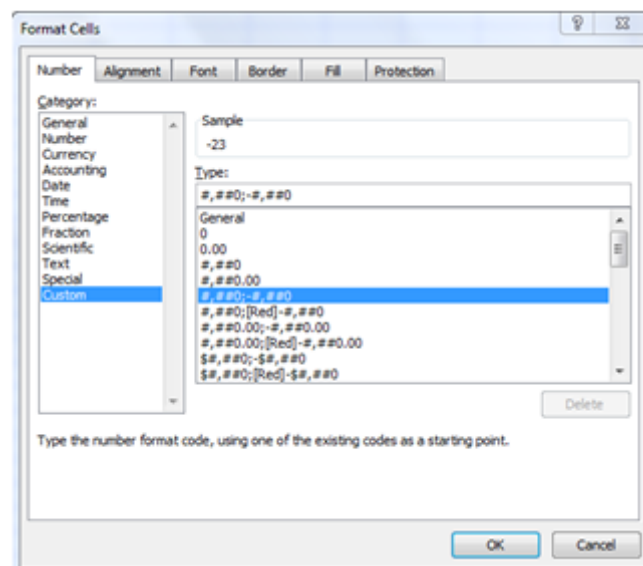 Format Cells
Number Alignment Font Border Fill Protection
Category:
General
Number
Currency
Accounting
Date
Time
Percentage
Fraction
Scientific
Text
Special
Custom
Sample
-23
Type:
#,##0;-#,##0
General
0
0.00
#,##0
#,##0.00
#,##0;-#,##0
#,##0;[Red]-#,##0
#,##0.00;-#,##0.00
#,##0.00;[Red]-#,##0.00
$#,##0;-$#,##0
$#,##0;[Red]-$#,##0
Delete
Type the number format code, using one of the existing codes as a starting point.
OK Cancel